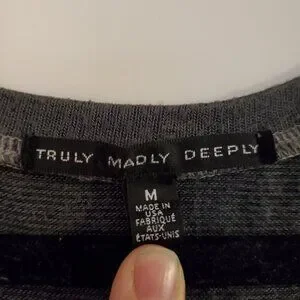 TRULY MADLY DEEPLY
M
MADE IN
USA
FABRIQUÉ
AUX
ÉTATS-UNIS